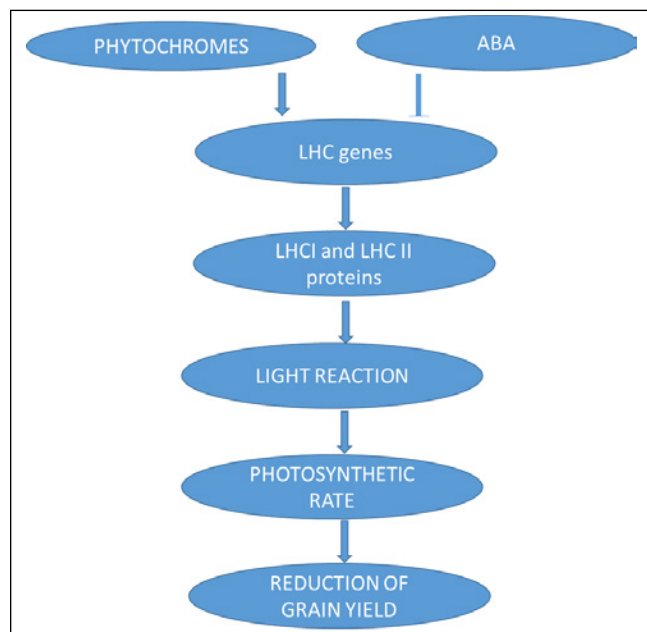 PHYTOCHROMES
ABA
LHC genes
LHCI and LHC II
proteins
LIGHT REACTION
PHOTOSYNTHETIC
RATE
REDUCTION OF
GRAIN YIELD